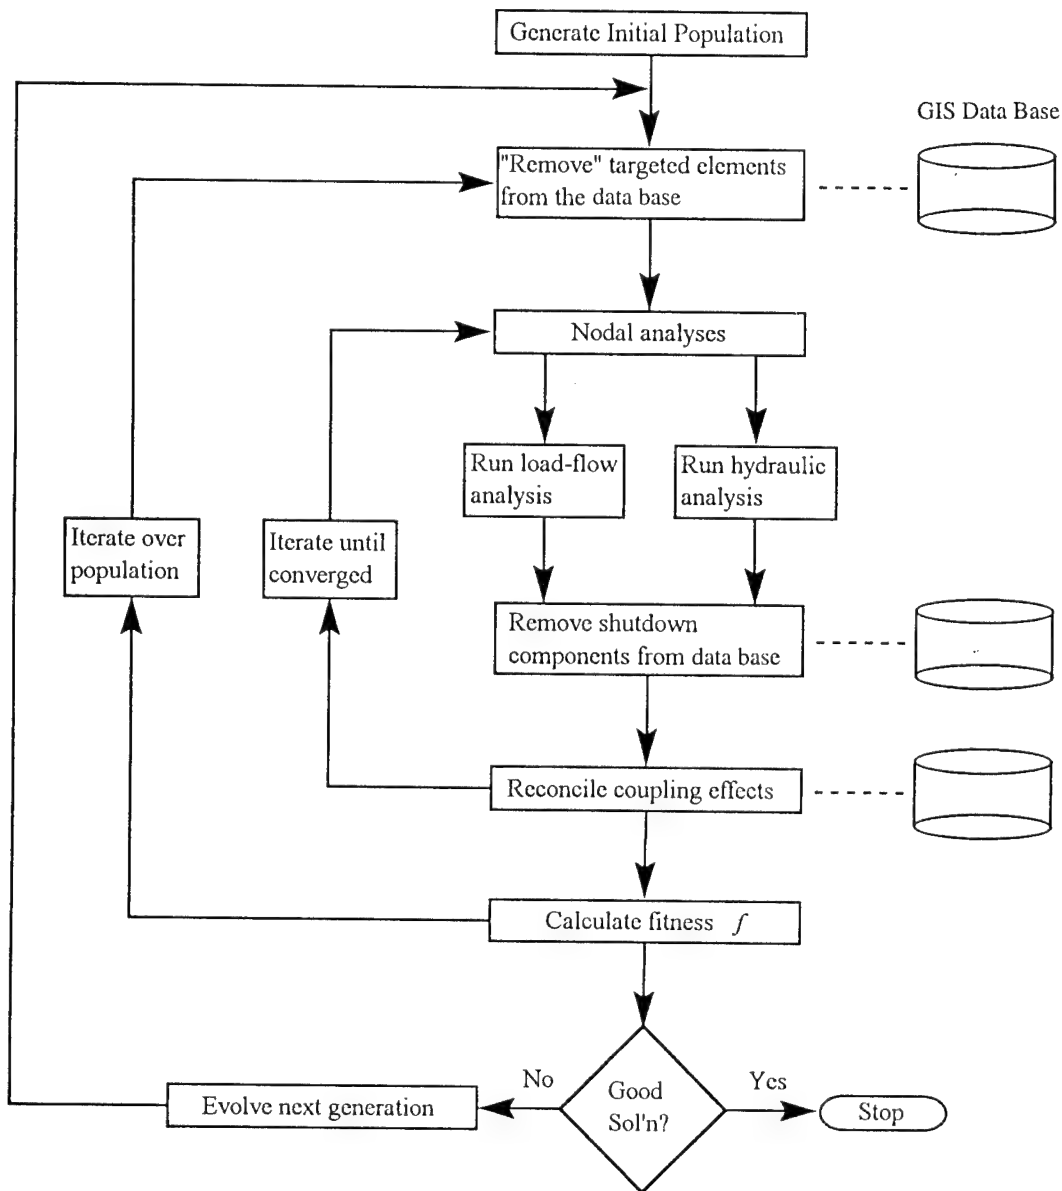 Generate Initial Population
GIS Data Base
"Remove" targeted elements
from the data base
Nodal analyses
Run load-flow
analysis
Run hydraulic
analysis
Iterate over
population
Iterate until
converged
Remove shutdown
components from data base
Reconcile coupling effects
Calculate fitness f
Good
Sol'n?
No
Yes
Evolve next generation
Stop